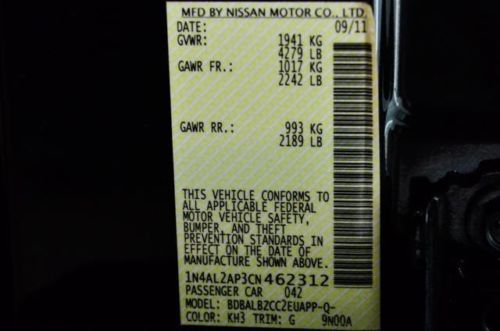 MFD BY NISSAN MOTOR CO., LTD.
DATE: 09/11
GVWR: 1941 KG
4279 LB
GAWR FR.: 1017 KG
2242 LB
GAWR RR.: 993 KG
2189 LB
THIS VEHICLE CONFORMS TO
ALL APPLICABLE FEDERAL
MOTOR VEHICLE SAFETY,
BUMPER, AND THEFT
PREVENTION STANDARDS IN
EFFECT ON THE DATE OF
MANUFACTURE SHOWN ABOVE.
1N4AL2AP3CN462312
PASSENGER CAR 042
MODEL: BDBALBZCC2EUAPP-Q-
COLOR: KH3 TRIM: G 9N00A